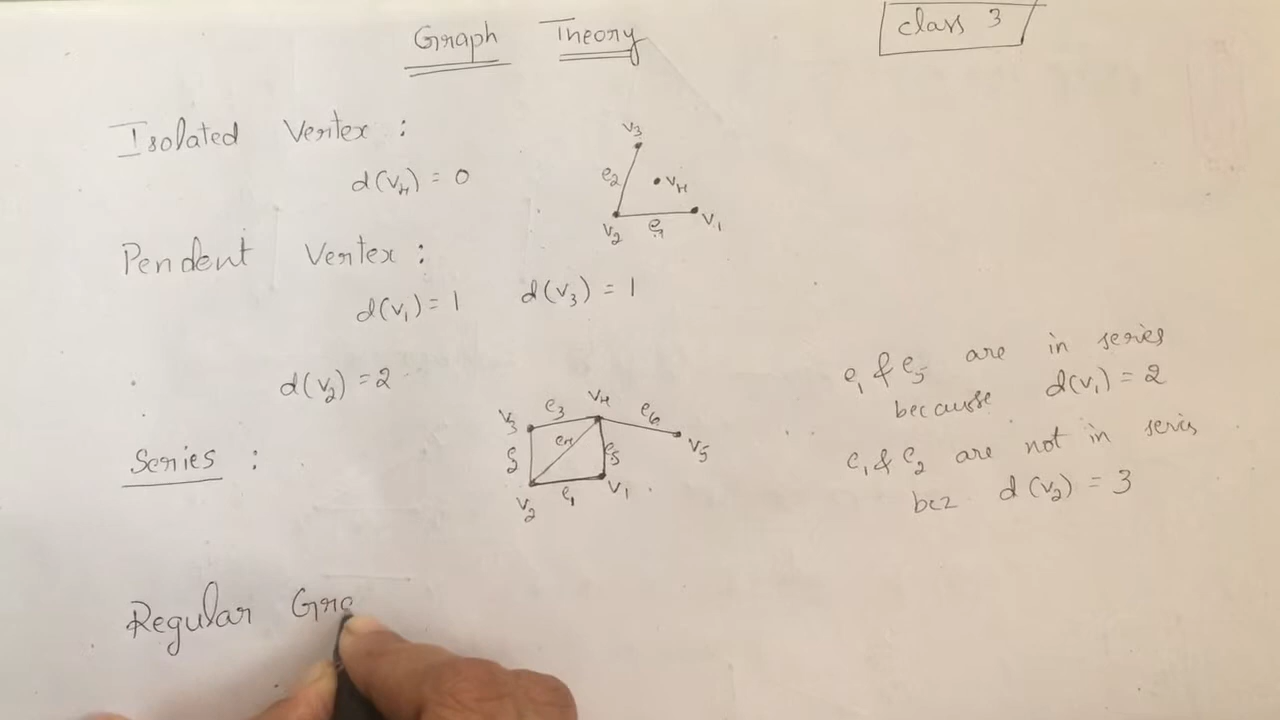 Graph Theory
class 3
Isolated Vertex :
d(v4) = 0
v3
e2
v4
v2
e1
v1
Pendent Vertex :
d(v1) = 1 d(v3) = 1
d(v2) = 2
Series :
v3
e3
v4
e6
v5
e2
e4
e5
v2
e1
v1
e1 & e5 are in series
because d(v1) = 2
e1 & e2 are not in seris
bcz d(v2) = 3
Regular Gra